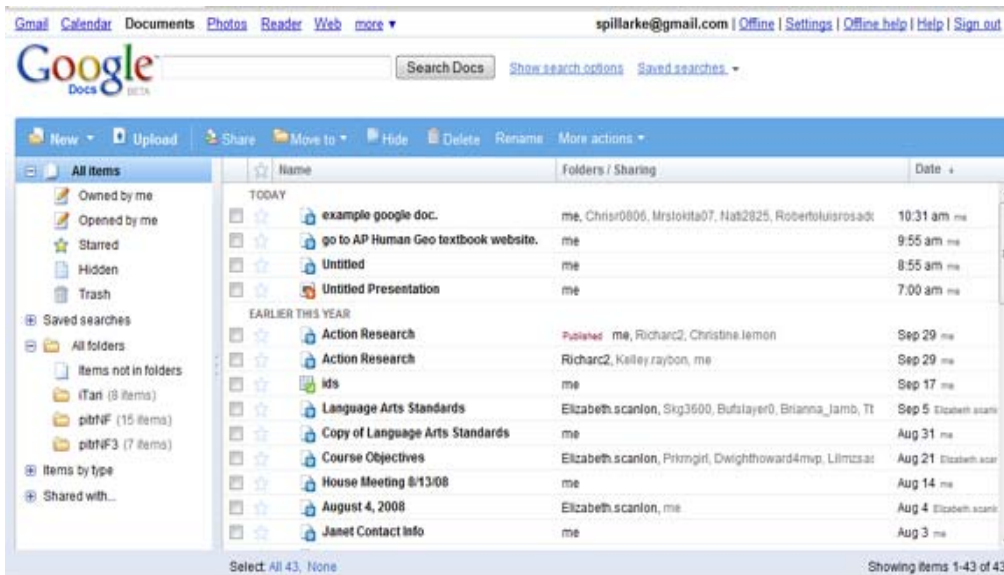 Gmail Calendar Documents Photos Reader Web more ▼ spillarke@gmail.com | Offline | Settings | Offline help | Help | Sign out
Google Docs BETA Search Docs Show search options Saved searches
New Upload Share Move to Hide Delete Rename More actions
All items Name Folders / Sharing Date
Owned by me TODAY
Opened by me example google doc. me, Chrisr0806, Mrslokita07, Nati2825, Robertoluisrosado 10:31 am me
Starred go to AP Human Geo textbook website. me 9:55 am me
Hidden Untitled me 8:55 am me
Trash Untitled Presentation me 7:00 am me
Saved searches EARLIER THIS YEAR
All folders Action Research Published me, Richarc2, Christine.lemon Sep 29 me
Items not in folders Action Research Richarc2, Kelley.raybon, me Sep 29 me
iTari (8 items) ids me Sep 17 me
pitrNF (15 items) Language Arts Standards Elizabeth.scanlon, Skg3600, Bufslayer0, Brianna_lamb, Tt Sep 5 Elizabeth
pitrNF3 (7 items) Copy of Language Arts Standards me Aug 31 me
Items by type Course Objectives Elizabeth.scanlon, Prkrngirl, Dwighthoward4mvp, Aug 21 Elizabeth
Shared with... House Meeting 8/13/08 me Aug 14 me
August 4, 2008 Elizabeth.scanlon, me Aug 4 Elizabeth
Janet Contact Info me Aug 3 me
Select: All 43, None Showing items 1-43 of 43